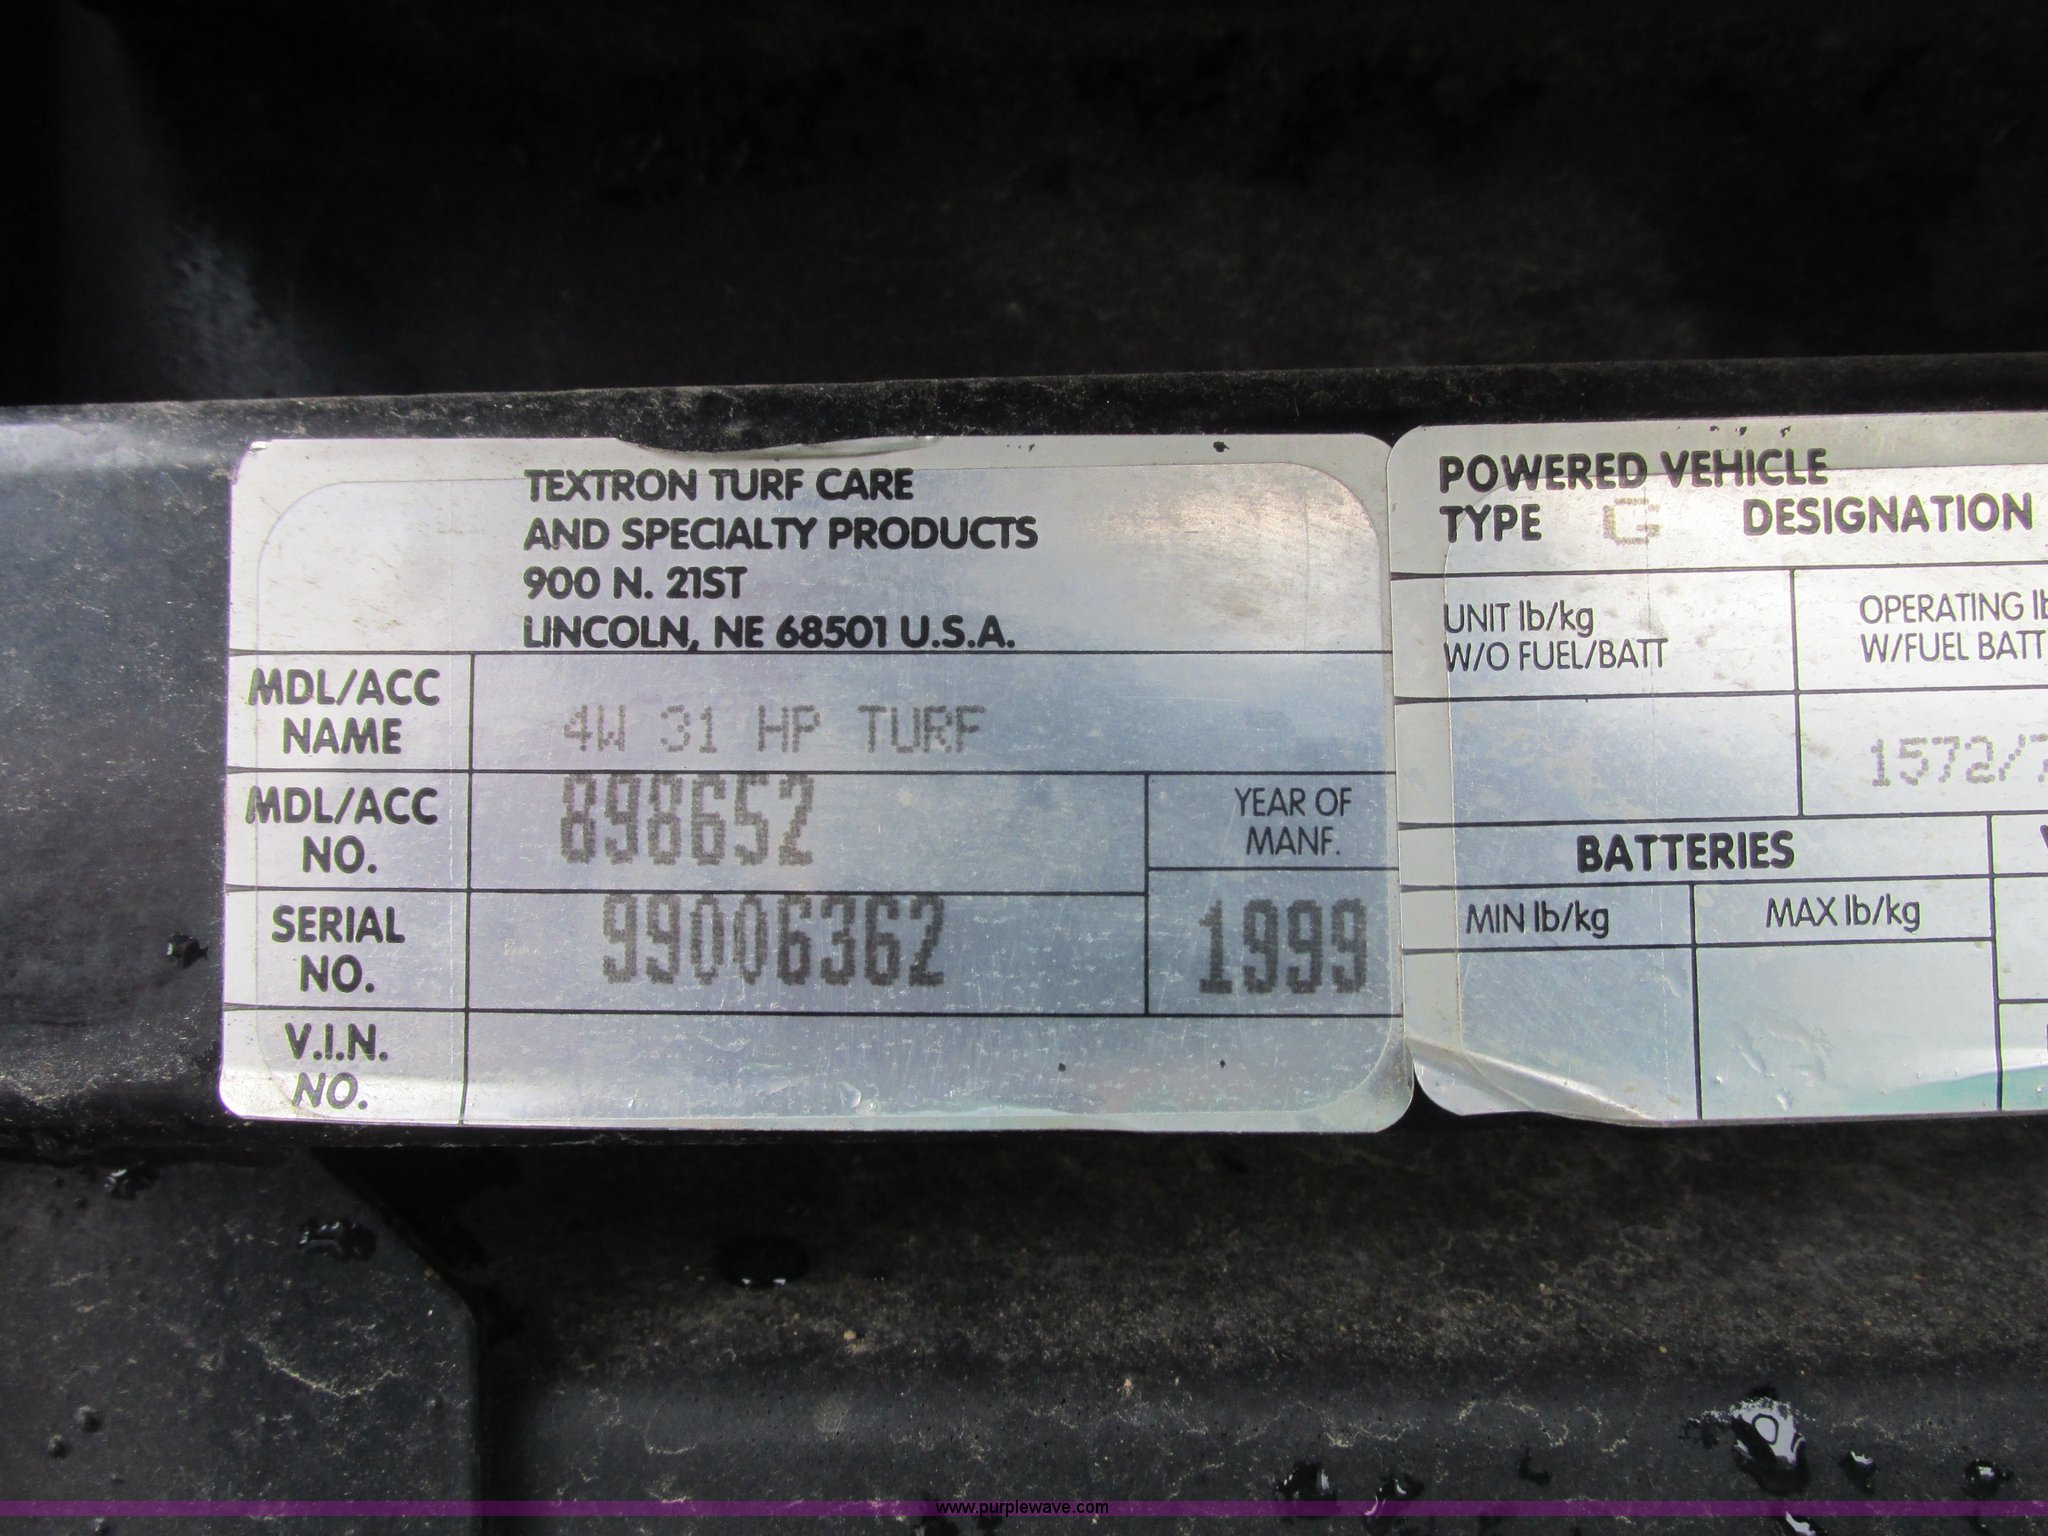 TEXTRON TURF CARE
AND SPECIALTY PRODUCTS
900 N. 21ST
LINCOLN, NE 68501 U.S.A.
MDL/ACC
NAME
4W 31 HP TURF
MDL/ACC
NO.
898652
YEAR OF
MANF.
1999
SERIAL
NO.
99006362
V.I.N.
NO.
POWERED VEHICLE
TYPE G DESIGNATION
UNIT lb/kg
W/O FUEL/BATT
OPERATING
W/FUEL BATT
1572/7
BATTERIES
MIN lb/kg
MAX lb/kg
www.purplewave.com